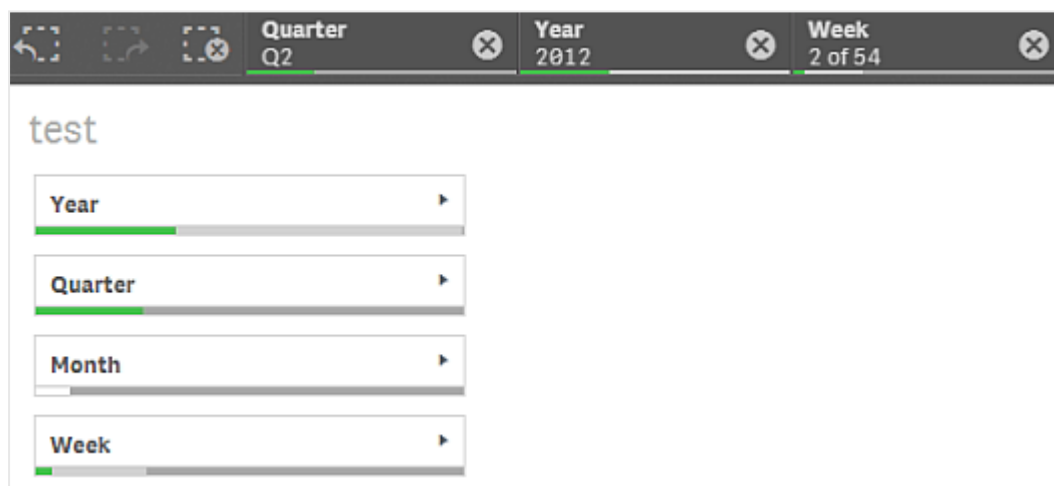 Quarter
Q2
Year
2012
Week
2 of 54
test
Year
Quarter
Month
Week